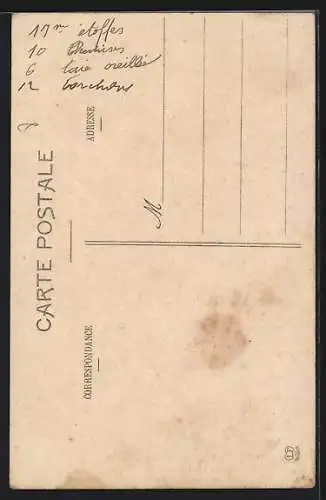 17m étoffes
10 Chemises
6 taie oreiller
12 torchons
CARTE POSTALE
CORRESPONDANCE
ADRESSE
M